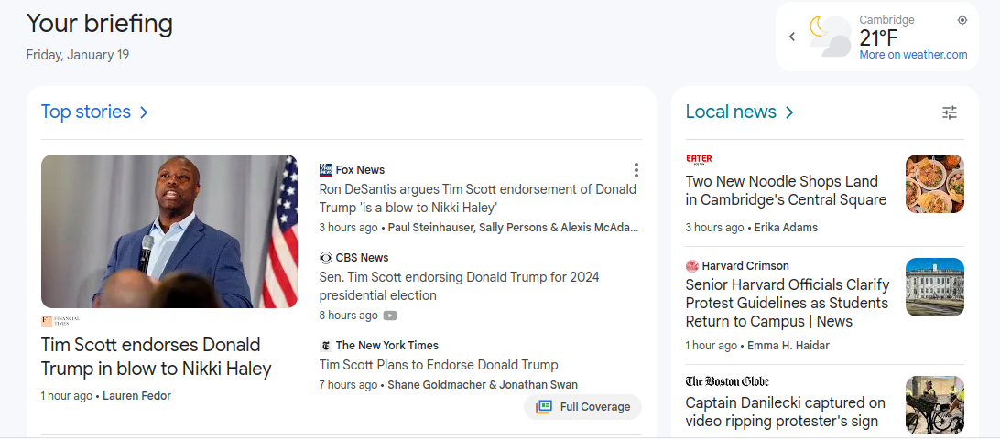 Your briefing
Friday, January 19
Cambridge
21°F
More on weather.com
Top stories
FT FINANCIAL
TIMES
Tim Scott endorses Donald
Trump in blow to Nikki Haley
1 hour ago • Lauren Fedor
FOX
NEWS
Fox News
Ron DeSantis argues Tim Scott endorsement of Donald
Trump 'is a blow to Nikki Haley'
3 hours ago • Paul Steinhauser, Sally Persons & Alexis McAda...
CBS News
Sen. Tim Scott endorsing Donald Trump for 2024
presidential election
8 hours ago
The New York Times
Tim Scott Plans to Endorse Donald Trump
7 hours ago • Shane Goldmacher & Jonathan Swan
Full Coverage
Local news
EATER
BOSTON
Two New Noodle Shops Land
in Cambridge's Central Square
3 hours ago • Erika Adams
Harvard Crimson
Senior Harvard Officials Clarify
Protest Guidelines as Students
Return to Campus | News
1 hour ago • Emma H. Haidar
The Boston Globe
Captain Danilecki captured on
video ripping protester's sign